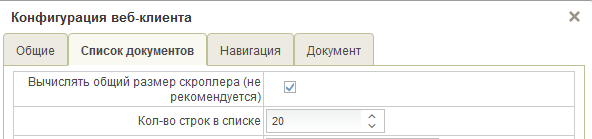 Конфигурация веб-клиента
Общие
Список документов
Навигация
Документ
Вычислять общий размер скроллера (не
рекомендуется)
Кол-во строк в списке
20